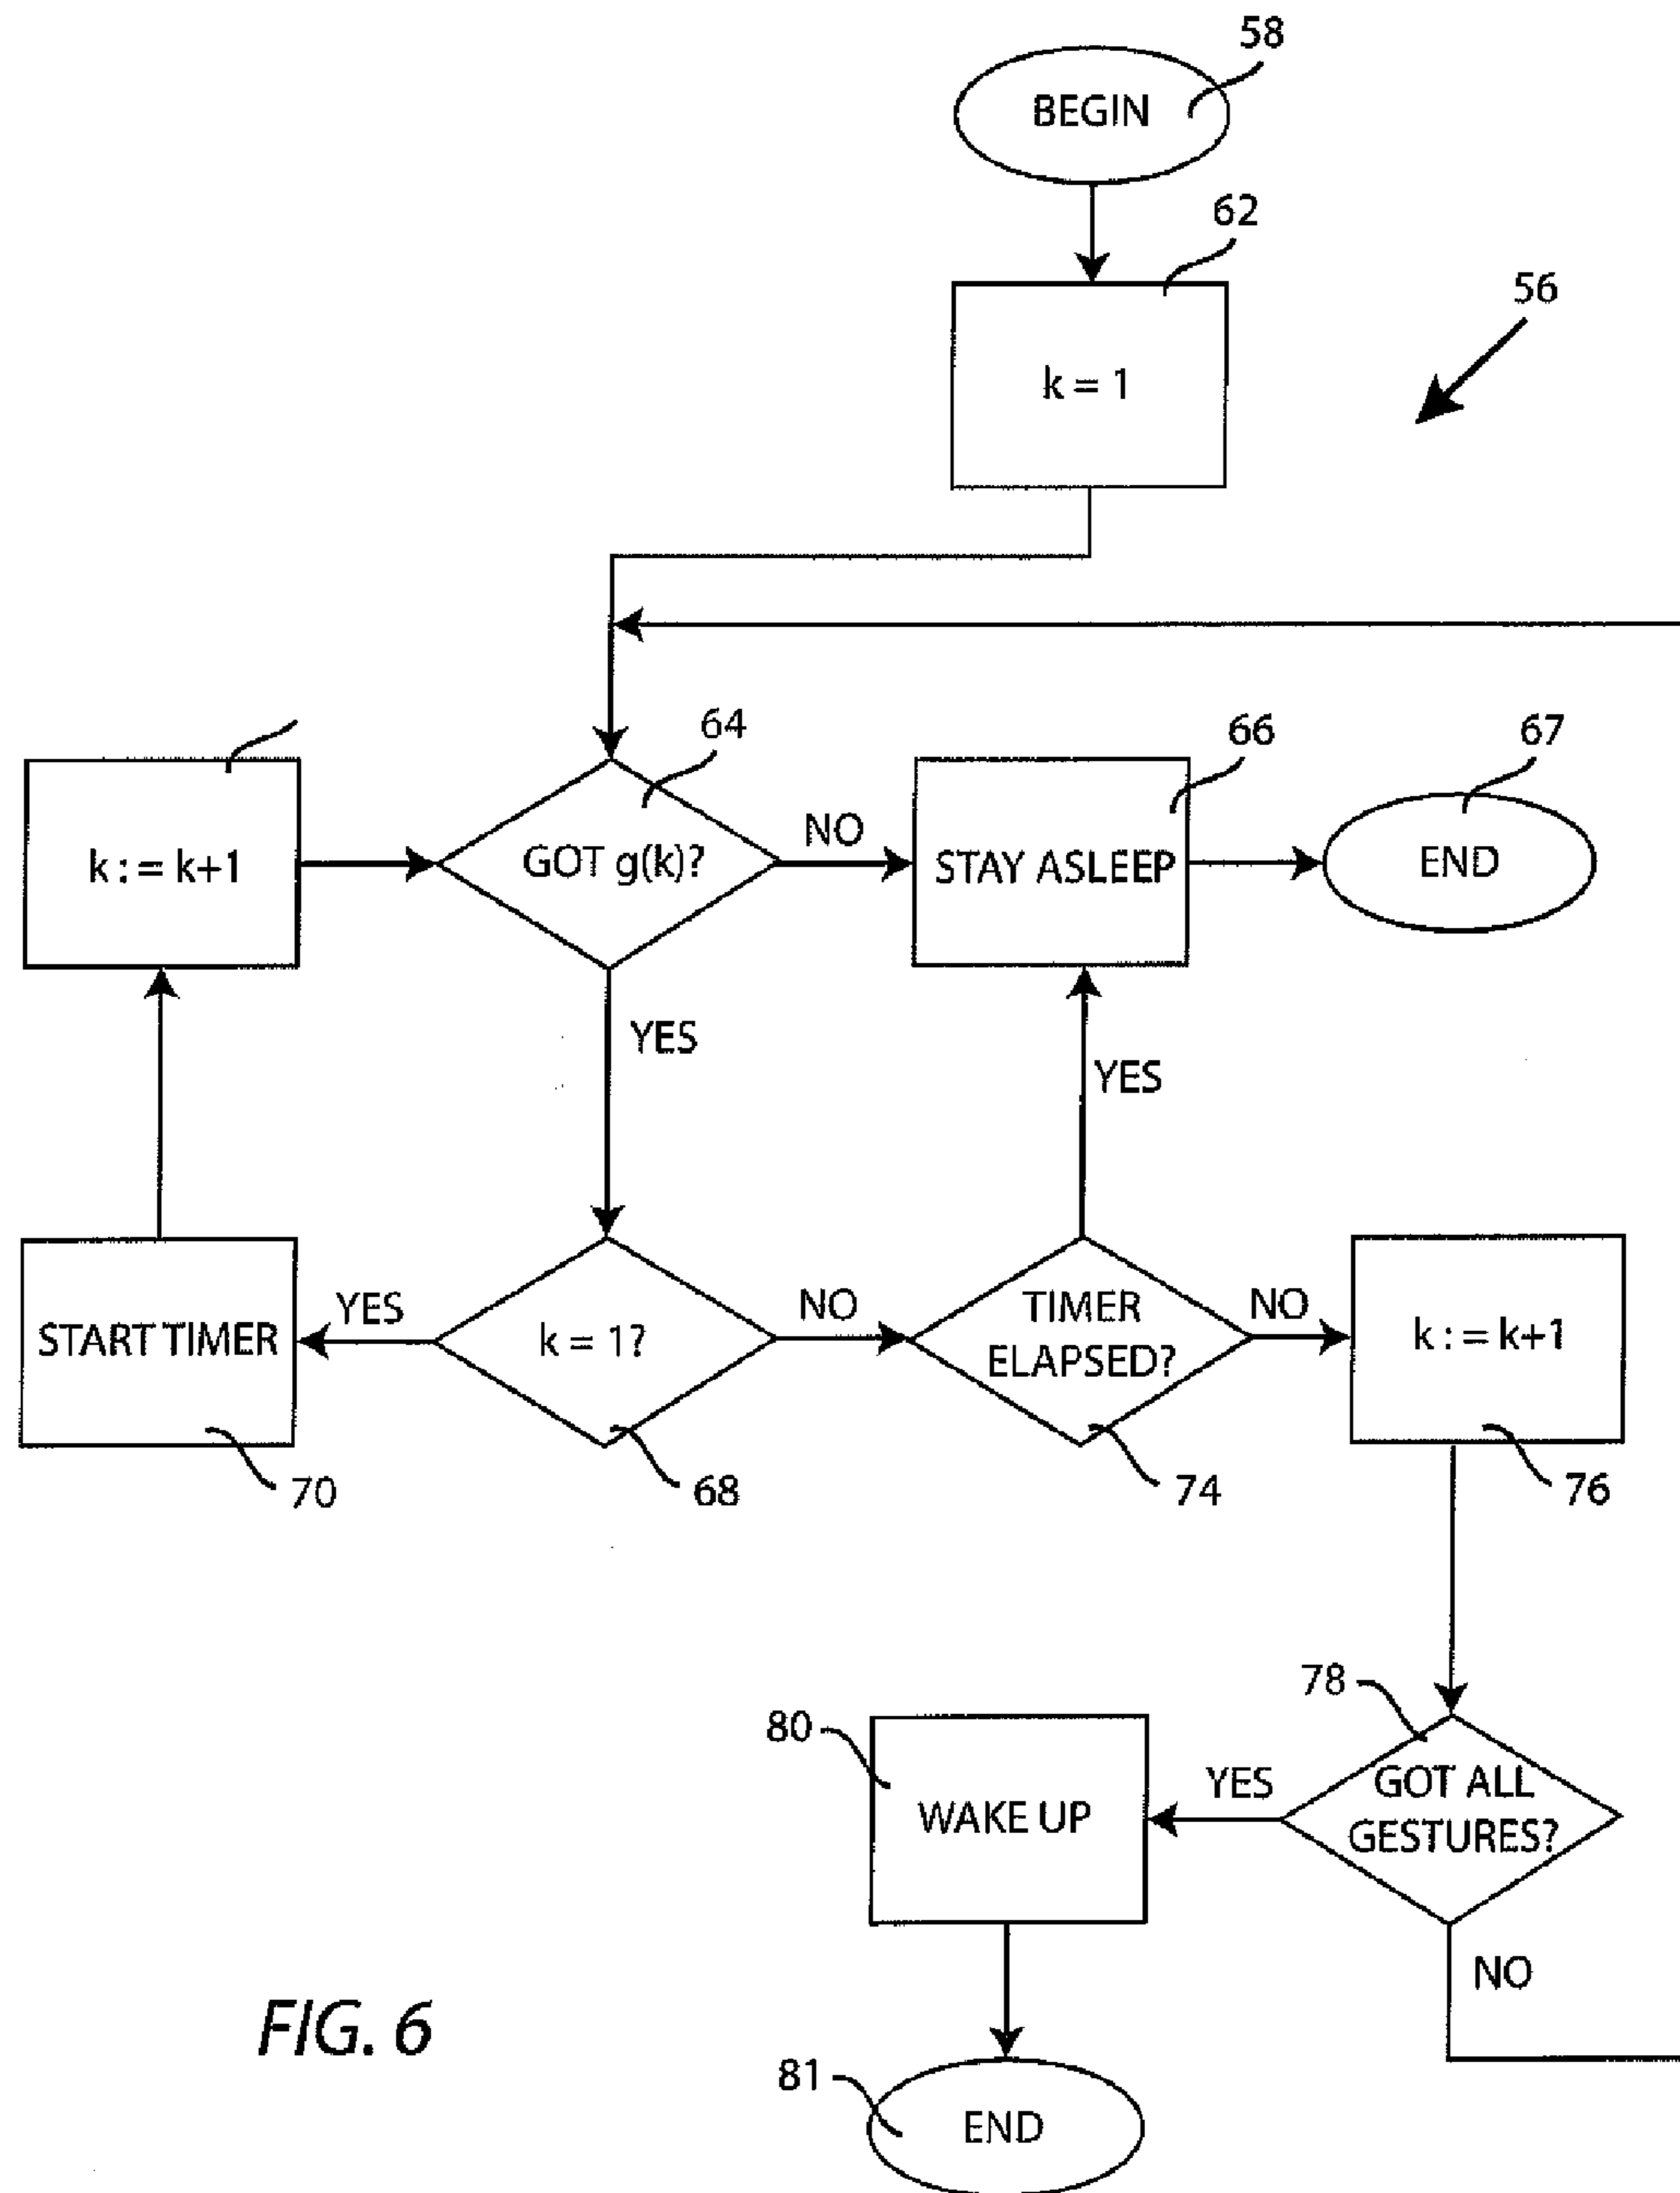 58
BEGIN
62
56
k = 1
64
66
67
k : = k+1
GOT g(k)?
NO
STAY ASLEEP
END
YES
YES
START TIMER
YES
k = 1?
NO
TIMER
ELAPSED?
NO
k : = k+1
70
68
74
76
78
80
GOT ALL
GESTURES?
YES
WAKE UP
NO
FIG. 6
81
END